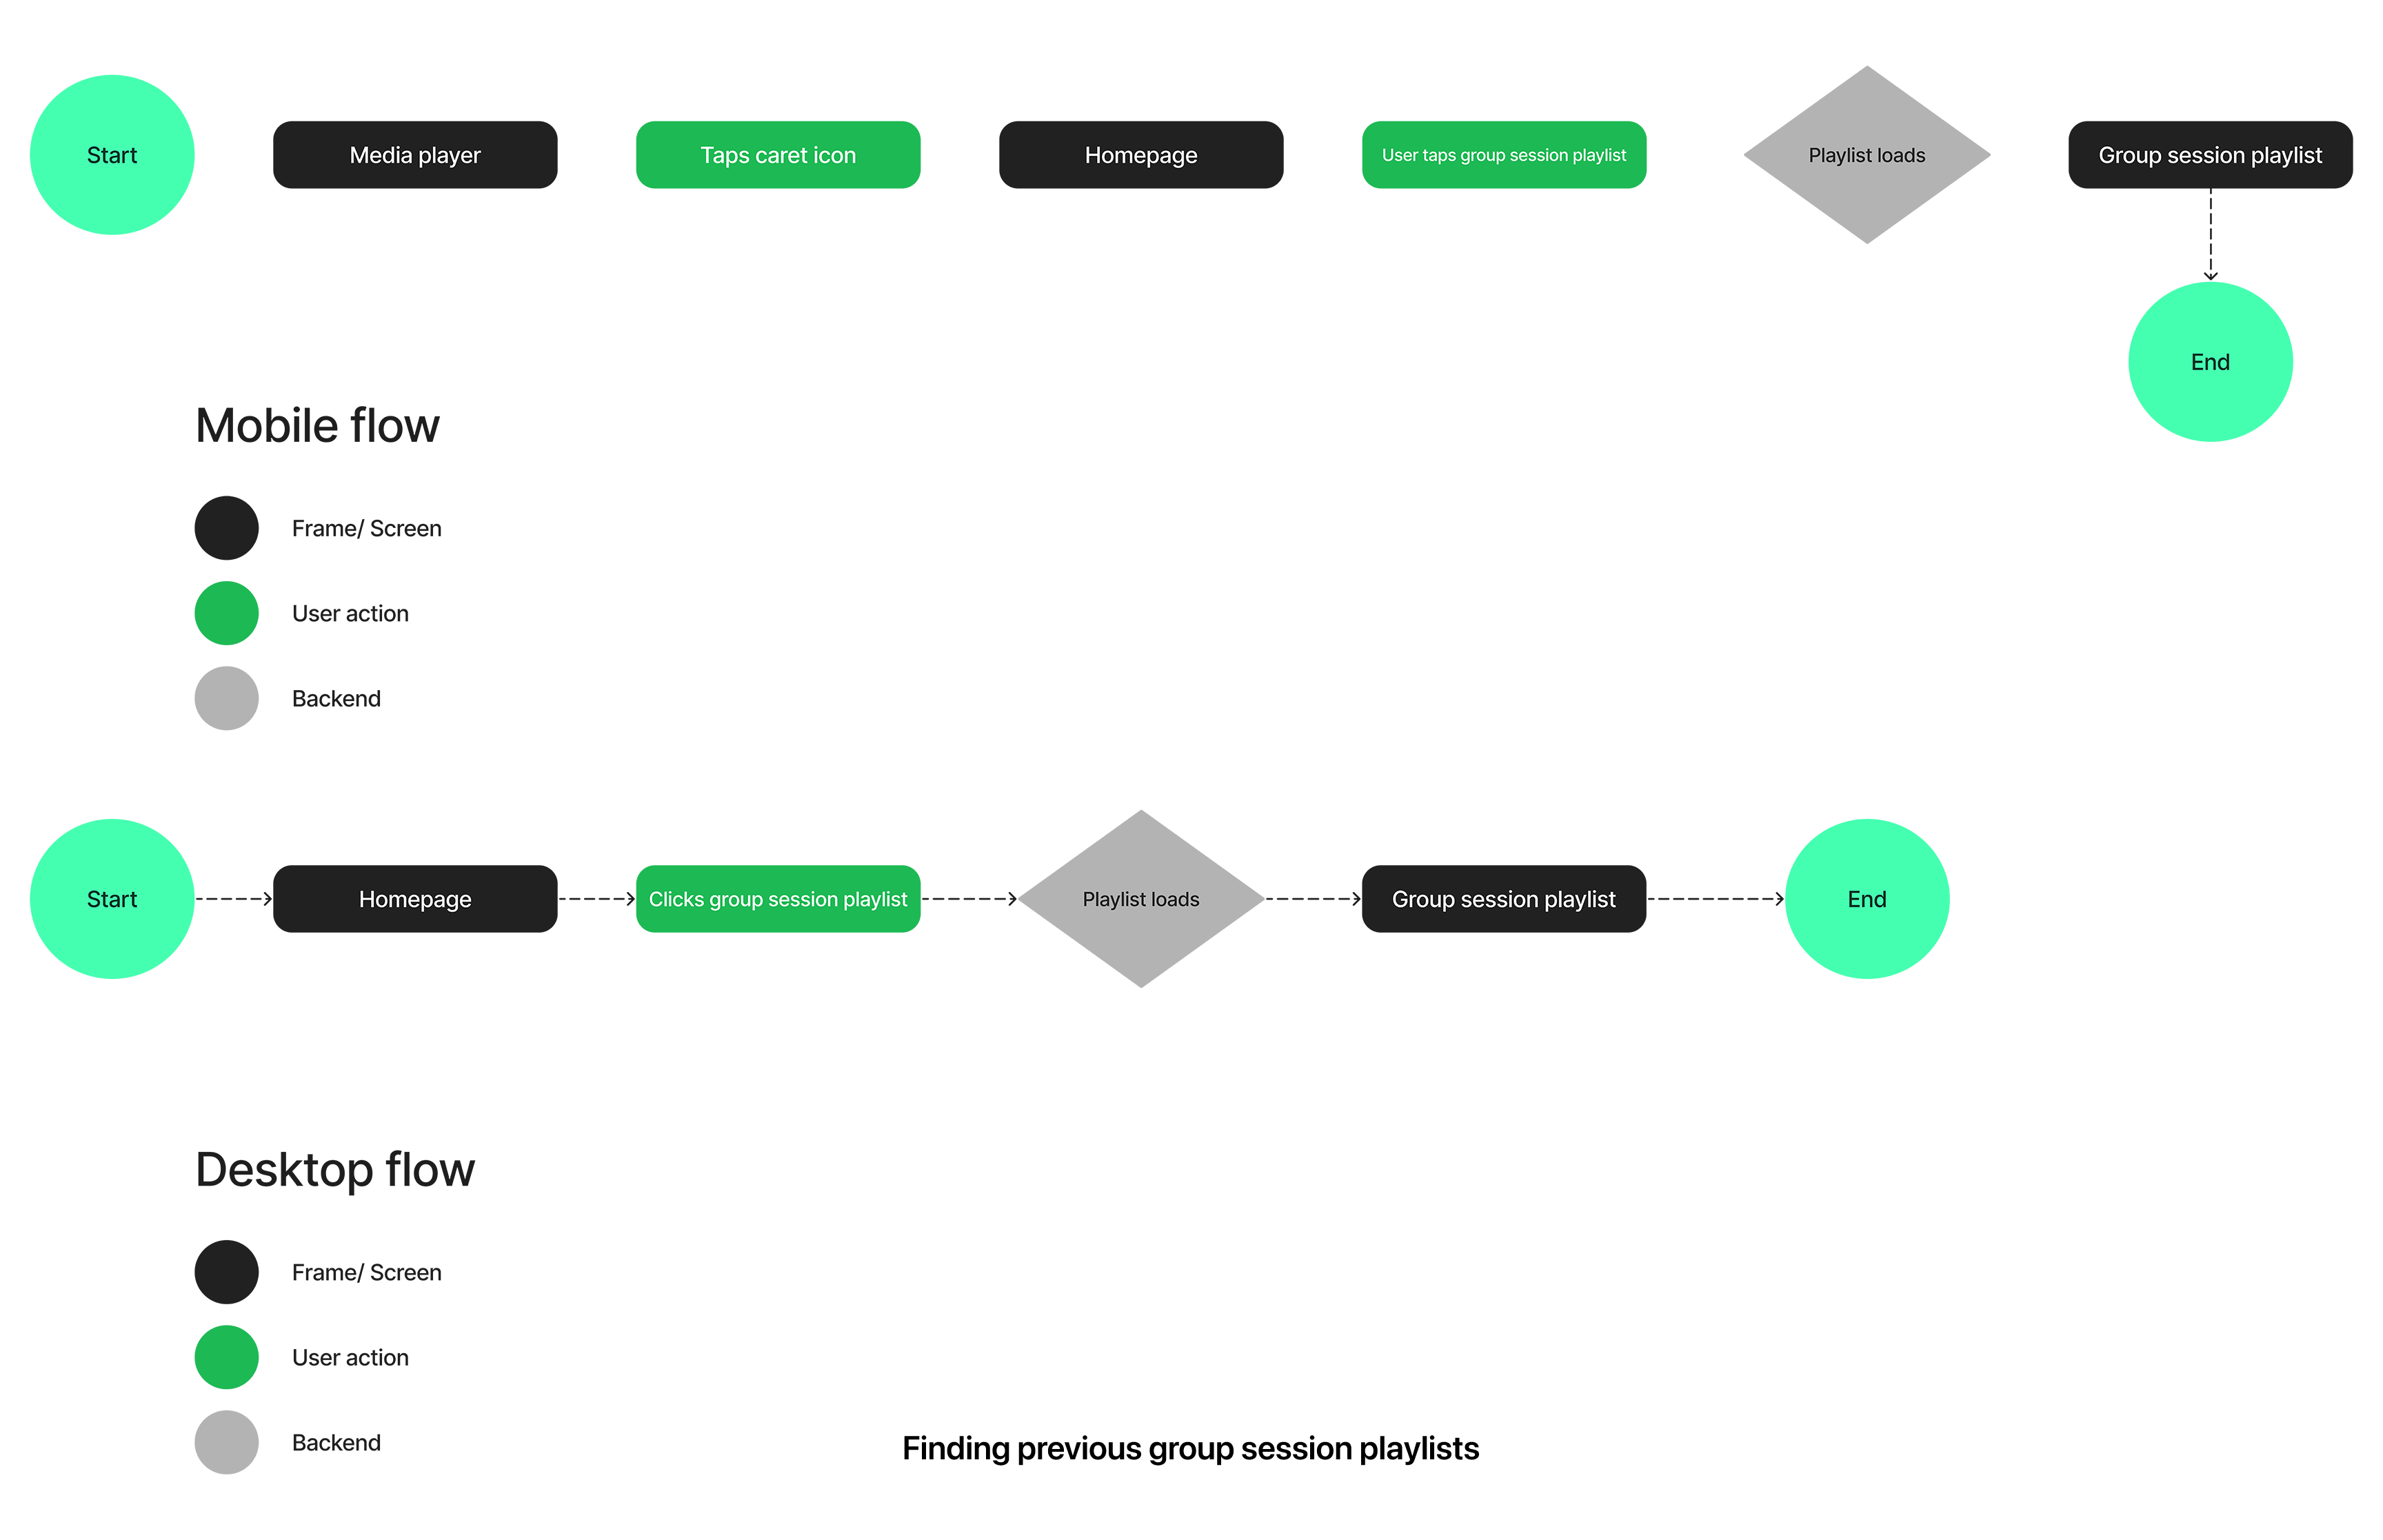 Start
Media player
Taps caret icon
Homepage
User taps group session playlist
Playlist loads
Group session playlist
End
Mobile flow
Frame/ Screen
User action
Backend
Start
Homepage
Clicks group session playlist
Playlist loads
Group session playlist
End
Desktop flow
Frame/ Screen
User action
Backend
Finding previous group session playlists